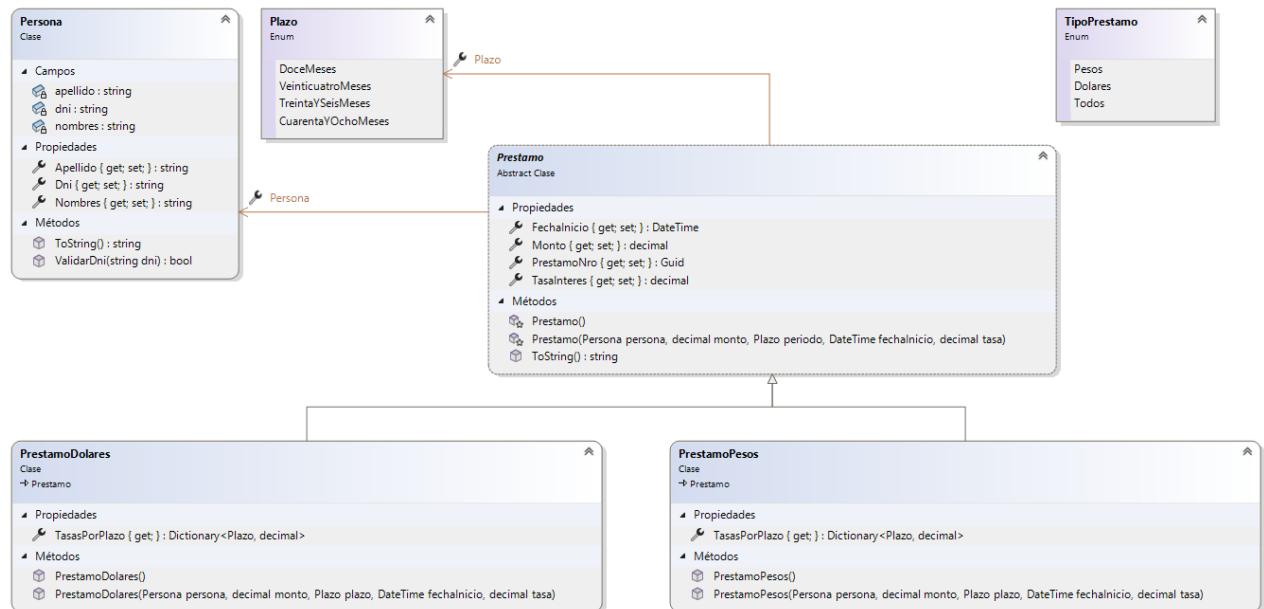 Persona
Clase
Campos
apellido : string
dni : string
nombres : string
Propiedades
Apellido { get; set; } : string
Dni { get; set; } : string
Nombres { get; set; } : string
Métodos
ToString() : string
ValidarDni(string dni) : bool
Plazo
Enum
DoceMeses
VeinticuatroMeses
TreintaYSeisMeses
CuarentaYOchoMeses
Plazo
TipoPrestamo
Enum
Pesos
Dolares
Todos
Persona
Prestamo
Abstract Clase
Propiedades
FechaInicio { get; set; } : DateTime
Monto { get; set; } : decimal
PrestamoNro { get; set; } : Guid
TasaInteres { get; set; } : decimal
Métodos
Prestamo()
Prestamo(Persona persona, decimal monto, Plazo periodo, DateTime fechaInicio, decimal tasa)
ToString() : string
PrestamoDolares
Clase
Prestamo
Propiedades
TasasPorPlazo { get; } : Dictionary<Plazo, decimal>
Métodos
PrestamoDolares()
PrestamoDolares(Persona persona, decimal monto, Plazo plazo, DateTime fechaInicio, decimal tasa)
PrestamoPesos
Clase
Prestamo
Propiedades
TasasPorPlazo { get; } : Dictionary<Plazo, decimal>
Métodos
PrestamoPesos()
PrestamoPesos(Persona persona, decimal monto, Plazo plazo, DateTime fechaInicio, decimal tasa)